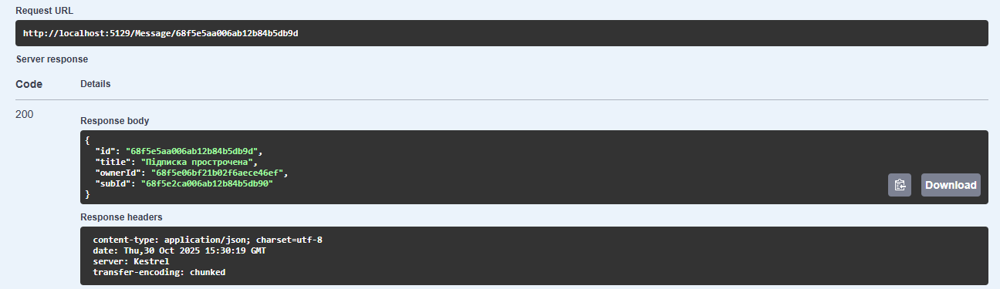 Request URL
http://localhost:5129/Message/68f5e5aa006ab12b84b5db9d
Server response
Code Details
200
Response body
{
  "id": "68f5e5aa006ab12b84b5db9d",
  "title": "Підписка прострочена",
  "ownerId": "68f5e06bf21b02f6aece46ef",
  "subId": "68f5e2ca006ab12b84b5db90"
}
Download
Response headers
content-type: application/json; charset=utf-8
date: Thu,30 Oct 2025 15:30:19 GMT
server: Kestrel
transfer-encoding: chunked